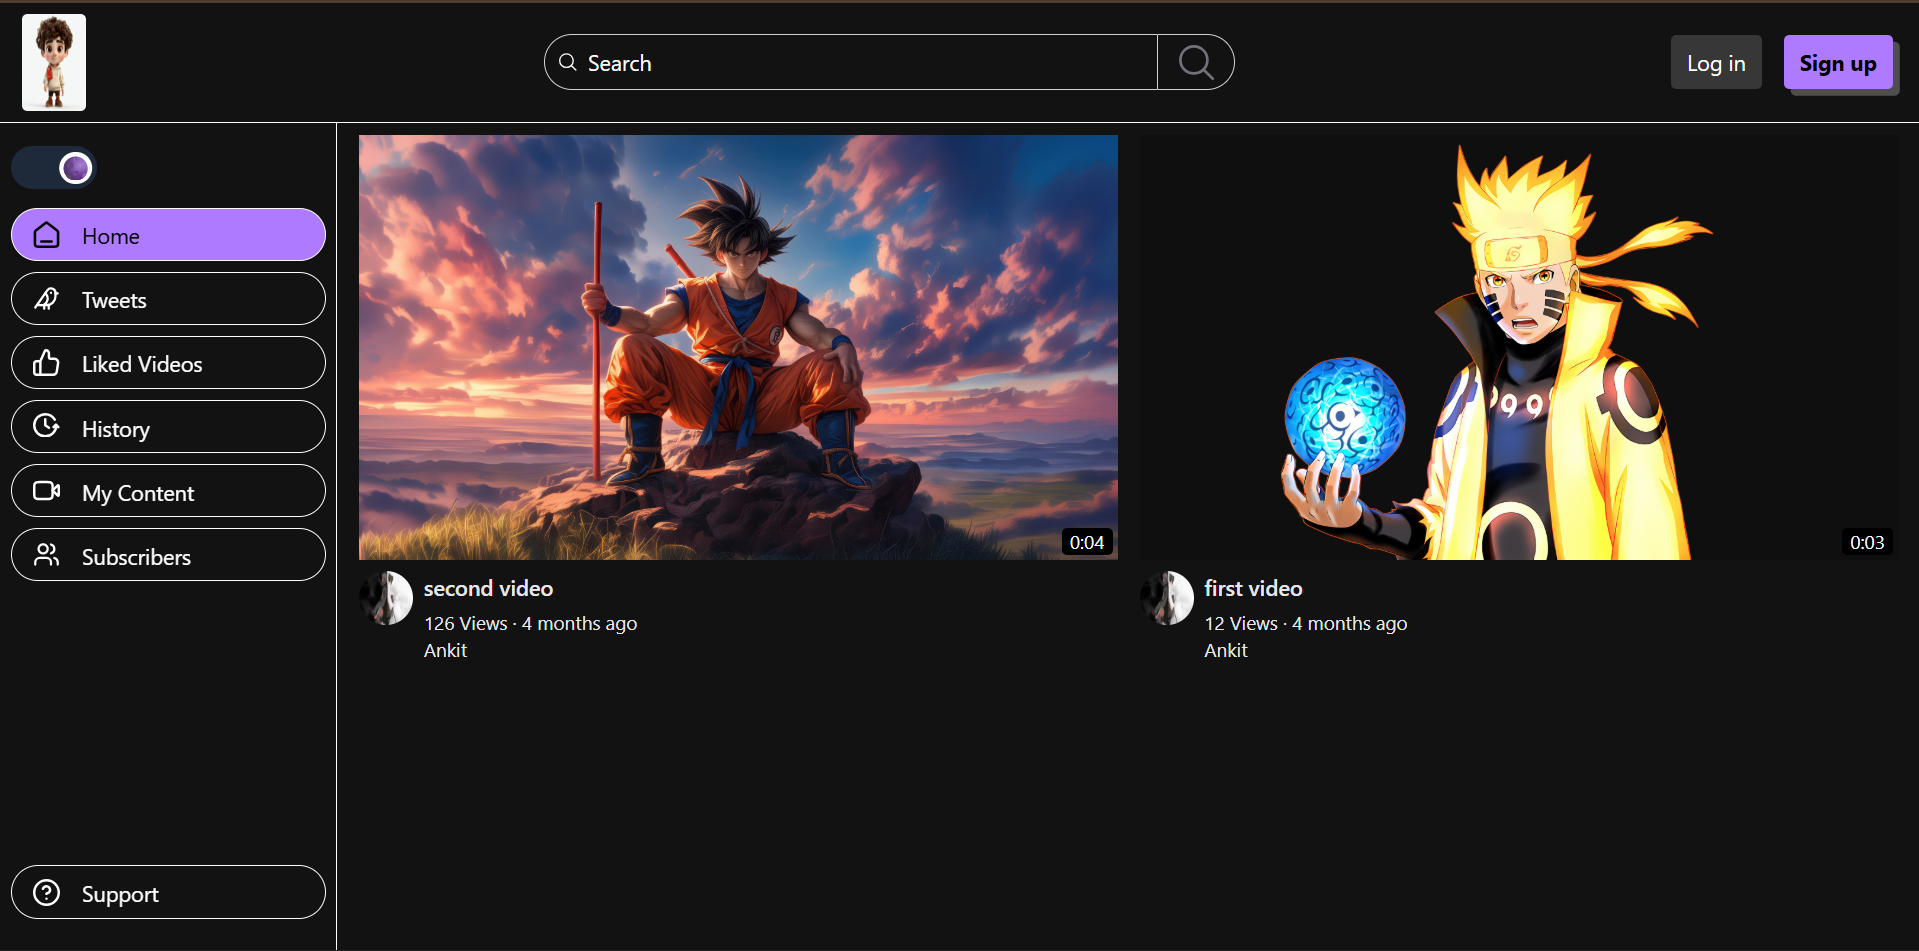 Search
Log in
Sign up
Home
Tweets
Liked Videos
History
My Content
Subscribers
Support
0:04
second video
126 Views · 4 months ago
Ankit
0:03
first video
12 Views · 4 months ago
Ankit